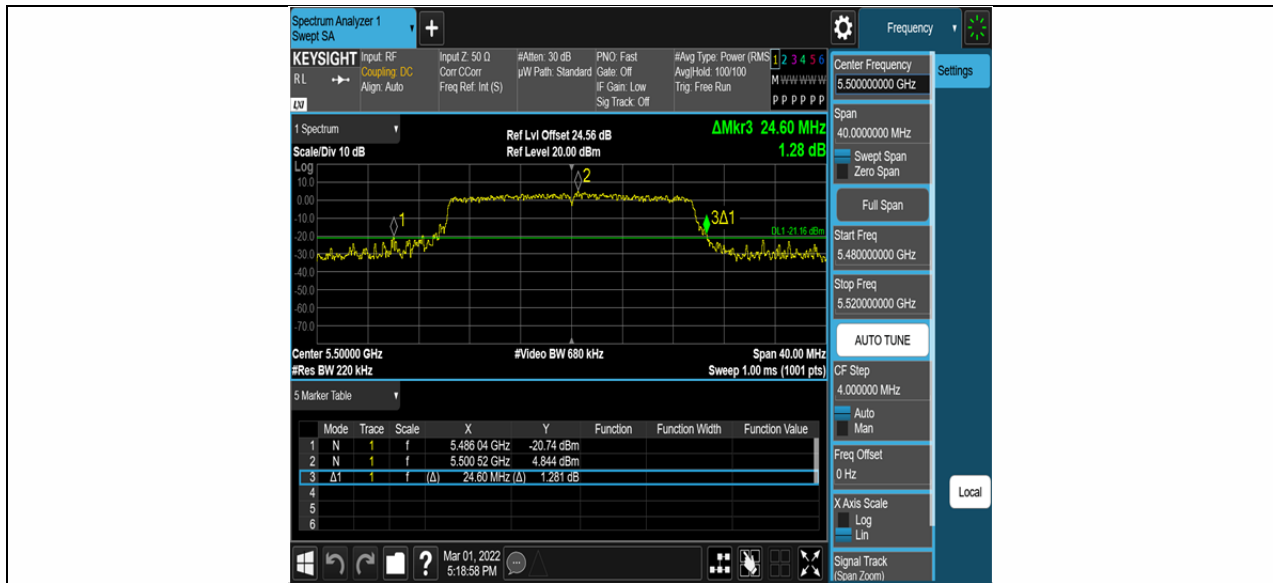 Spectrum Analyzer 1
Swept SA
+
Frequency
KEYSIGHT
RL
LXI
Input: RF
Coupling: DC
Align: Auto
Input Z: 50 Ω
Corr CCorr
Freq Ref: Int (S)
#Atten: 30 dB
µW Path: Standard
PNO: Fast
Gate: Off
IF Gain: Low
Sig Track: Off
#Avg Type: Power (RMS
Avg|Hold: 100/100
Trig: Free Run
1 2 3 4 5 6
M W W W W W
P P P P P P
1 Spectrum
Scale/Div 10 dB
Ref Lvl Offset 24.56 dB
Ref Level 20.00 dBm
ΔMkr3 24.60 MHz
1.28 dB
Log
10.0
0.00
-10.0
-20.0
-30.0
-40.0
-50.0
-60.0
-70.0
1
2
3Δ1
DL1 -21.16 dBm
Center 5.50000 GHz
#Res BW 220 kHz
#Video BW 680 kHz
Span 40.00 MHz
Sweep 1.00 ms (1001 pts)
5 Marker Table
Mode Trace Scale X Y Function Function Width Function Value
1 N 1 f 5.486 04 GHz -20.74 dBm
2 N 1 f 5.500 52 GHz 4.844 dBm
3 Δ1 1 f (Δ) 24.60 MHz (Δ) 1.281 dB
4
5
6
?
Mar 01, 2022
5:18:58 PM
Center Frequency
5.500000000 GHz
Span
40.0000000 MHz
Swept Span
Zero Span
Full Span
Start Freq
5.480000000 GHz
Stop Freq
5.520000000 GHz
AUTO TUNE
CF Step
4.000000 MHz
Auto
Man
Freq Offset
0 Hz
X Axis Scale
Log
Lin
Signal Track
(Span Zoom)
Settings
Local